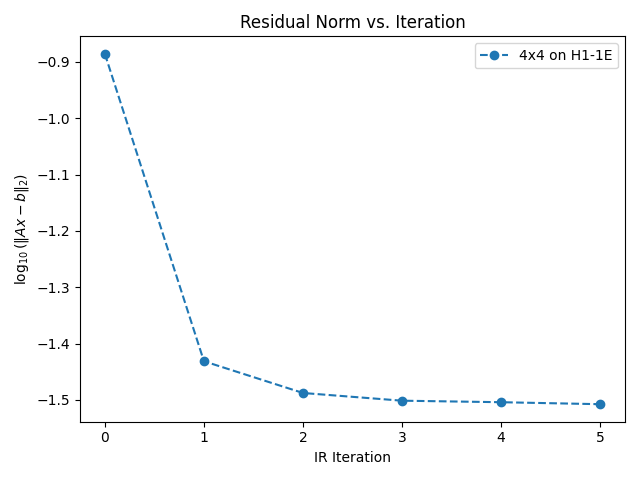 Residual Norm vs. Iteration
4x4 on H1-1E
log₁₀(‖Ax − b‖₂)
−0.9
−1.0
−1.1
−1.2
−1.3
−1.4
−1.5
0 1 2 3 4 5
IR Iteration